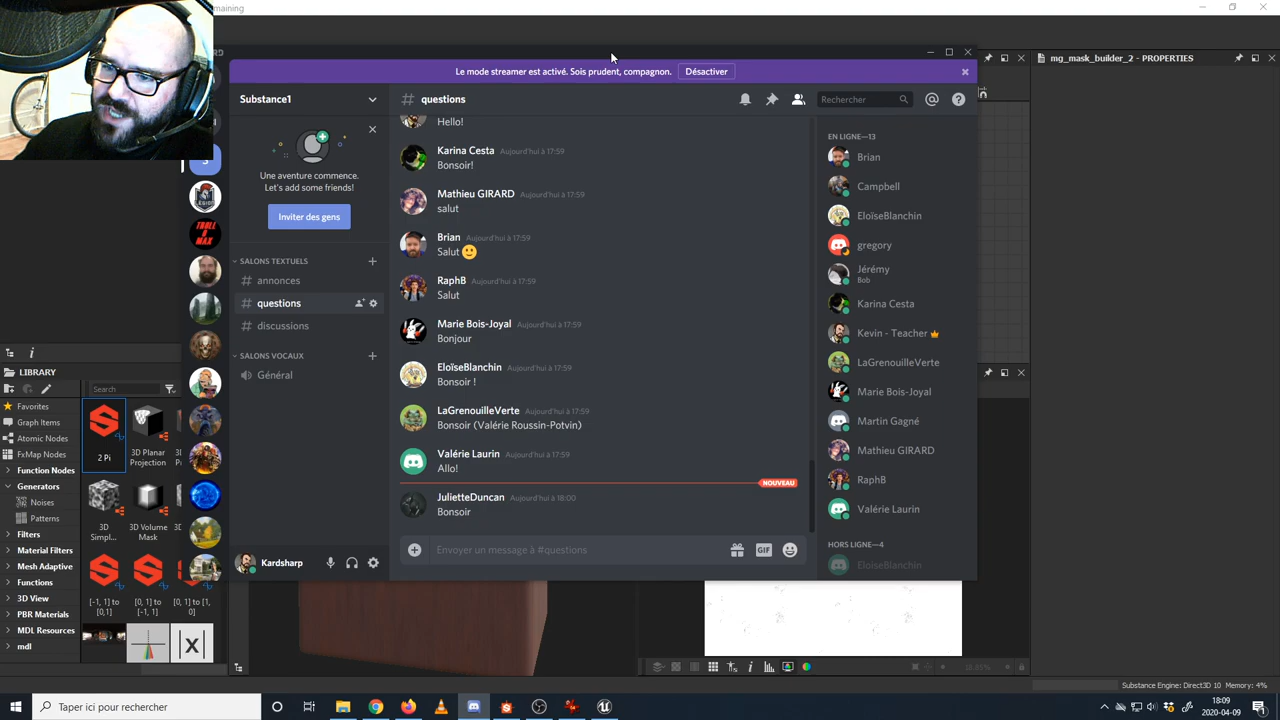 maining
RD
Le mode streamer est activé. Sois prudent, compagnon.
Désactiver
mg_mask_builder_2 - PROPERTIES
Substance1
# questions
Rechercher
Une aventure commence.
Let's add some friends!
Inviter des gens
SALONS TEXTUELS
# annonces
# questions
# discussions
SALONS VOCAUX
Général
Kardsharp
Hello!
Karina Cesta Aujourd'hui à 17:59
Bonsoir!
Mathieu GIRARD Aujourd'hui à 17:59
salut
Brian Aujourd'hui à 17:59
Salut 🙂
RaphB Aujourd'hui à 17:59
Salut
Marie Bois-Joyal Aujourd'hui à 17:59
Bonjour
EloïseBlanchin Aujourd'hui à 17:59
Bonsoir !
LaGrenouilleVerte Aujourd'hui à 17:59
Bonsoir (Valérie Roussin-Potvin)
Valérie Laurin Aujourd'hui à 17:59
Allo!
NOUVEAU
JulietteDuncan Aujourd'hui à 18:00
Bonsoir
Envoyer un message à #questions
GIF
EN LIGNE—13
Brian
Campbell
EloïseBlanchin
gregory
Jérémy
Bob
Karina Cesta
Kevin - Teacher
LaGrenouilleVerte
Marie Bois-Joyal
Martin Gagné
Mathieu GIRARD
RaphB
Valérie Laurin
HORS LIGNE—4
EloiseBlanchin
LIBRARY
Search
Favorites
Graph Items
Atomic Nodes
FxMap Nodes
Function Nodes
Generators
Noises
Patterns
Filters
Material Filters
Mesh Adaptive
Functions
3D View
PBR Materials
MDL Resources
mdl
2 Pi
3D Planar
Projection
3D
Simpl...
3D Volume
Mask
[-1, 1] to
[0,1]
[0, 1] to
[-1, 1]
[0, 1] to [1,
0]
|X|
18.85%
Substance Engine: Direct3D 10 Memory: 4%
Taper ici pour rechercher
18:09
2020-04-09